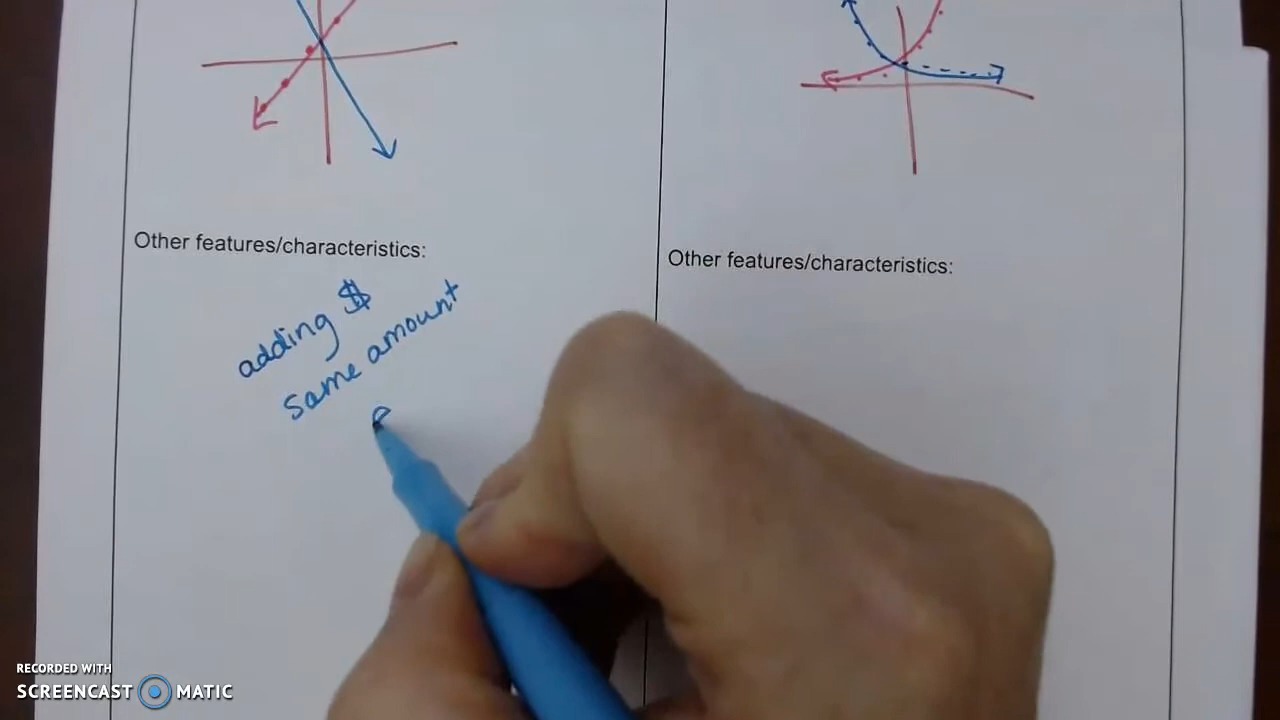 Other features/characteristics:
adding $
same amount
Other features/characteristics:
RECORDED WITH
SCREENCAST MATIC